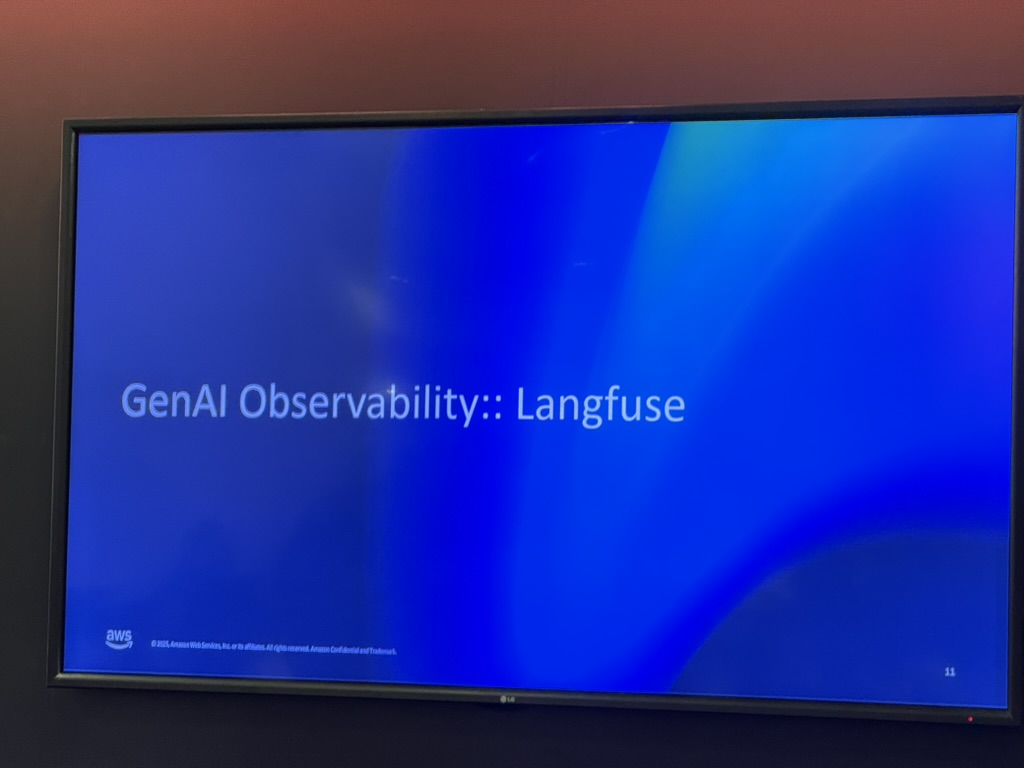 GenAI Observability:: Langfuse
aws
© 2025, Amazon Web Services, Inc. or its affiliates. All rights reserved. Amazon Confidential and Trademark.
11
LG